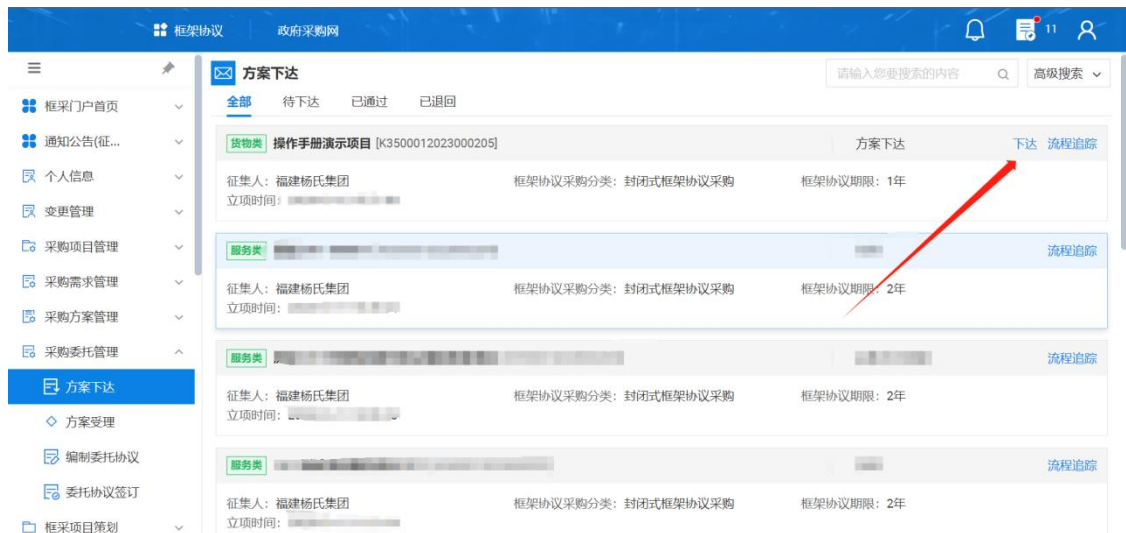 框架协议 政府采购网 11
方案下达 请输入您要搜索的内容 高级搜索
全部 待下达 已通过 已退回
框采门户首页
通知公告(征...
个人信息
变更管理
采购项目管理
采购需求管理
采购方案管理
采购委托管理
方案下达
方案受理
编制委托协议
委托协议签订
框采项目策划
货物类 操作手册演示项目 [K3500012023000205] 方案下达 下达 流程追踪
征集人：福建杨氏集团 框架协议采购分类：封闭式框架协议采购 框架协议期限：1年
立项时间：
服务类 流程追踪
征集人：福建杨氏集团 框架协议采购分类：封闭式框架协议采购 框架协议期限：2年
立项时间：
服务类 流程追踪
征集人：福建杨氏集团 框架协议采购分类：封闭式框架协议采购 框架协议期限：2年
立项时间：
服务类 流程追踪
征集人：福建杨氏集团 框架协议采购分类：封闭式框架协议采购 框架协议期限：2年
立项时间：